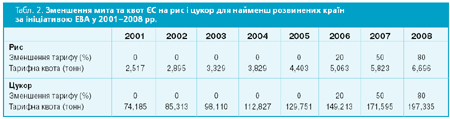 Табл. 2. Зменшення мита та квот ЄС на рис і цукор для найменш розвинених країн
за ініціативою EBA у 2001–2008 рр.
2001 2002 2003 2004 2005 2006 2007 2008
Рис
Зменшення тарифу (%) 0 0 0 0 0 20 50 80
Тарифна квота (тонн) 2,517 2,895 3,329 3,829 4,403 5,063 5,823 6,696
Цукор
Зменшення тарифу (%) 0 0 0 0 0 20 50 80
Тарифна квота (тонн) 74,185 85,313 98,110 112,827 129,751 149,213 171,595 197,335